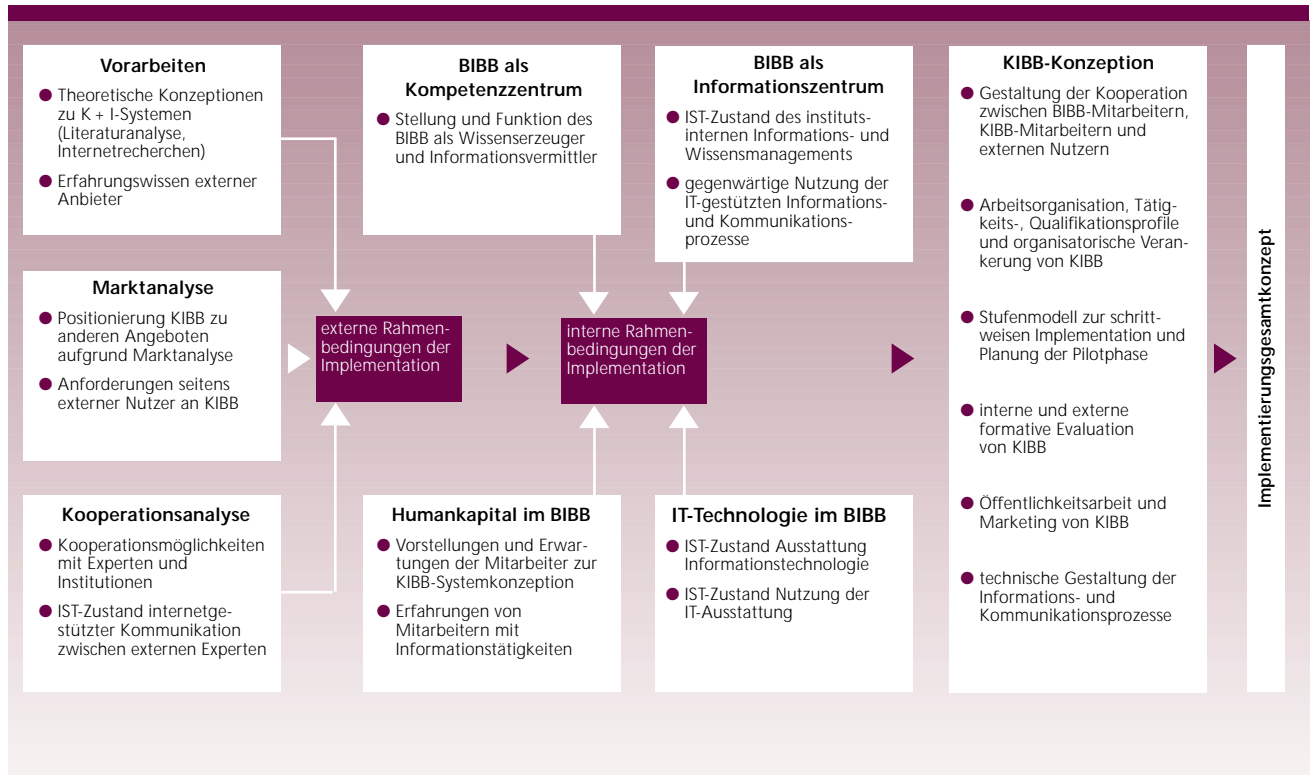 Vorarbeiten
● Theoretische Konzeptionen
zu K + I-Systemen
(Literaturanalyse,
Internetrecherchen)
● Erfahrungswissen externer
Anbieter
Marktanalyse
● Positionierung KIBB zu
anderen Angeboten
aufgrund Marktanalyse
● Anforderungen seitens
externer Nutzer an KIBB
Kooperationsanalyse
● Kooperationsmöglichkeiten
mit Experten und
Institutionen
● IST-Zustand internetge-
stützter Kommunikation
zwischen externen Experten
externe Rahmen-
bedingungen der
Implementation
BIBB als
Kompetenzzentrum
● Stellung und Funktion des
BIBB als Wissenserzeuger
und Informationsvermittler
BIBB als
Informationszentrum
● IST-Zustand des instituts-
internen Informations- und
Wissensmanagements
● gegenwärtige Nutzung der
IT-gestützten Informations-
und Kommunikations-
prozesse
interne Rahmen-
bedingungen der
Implementation
Humankapital im BIBB
● Vorstellungen und Erwar-
tungen der Mitarbeiter zur
KIBB-Systemkonzeption
● Erfahrungen von
Mitarbeitern mit
Informationstätigkeiten
IT-Technologie im BIBB
● IST-Zustand Ausstattung
Informationstechnologie
● IST-Zustand Nutzung der
IT-Ausstattung
KIBB-Konzeption
● Gestaltung der Kooperation
zwischen BIBB-Mitarbeitern,
KIBB-Mitarbeitern und
externen Nutzern
● Arbeitsorganisation, Tätig-
keits-, Qualifikationsprofile
und organisatorische Veran-
kerung von KIBB
● Stufenmodell zur schritt-
weisen Implementation und
Planung der Pilotphase
● interne und externe
formative Evaluation
von KIBB
● Öffentlichkeitsarbeit und
Marketing von KIBB
● technische Gestaltung der
Informations- und
Kommunikationsprozesse
Implementierungsgesamtkonzept